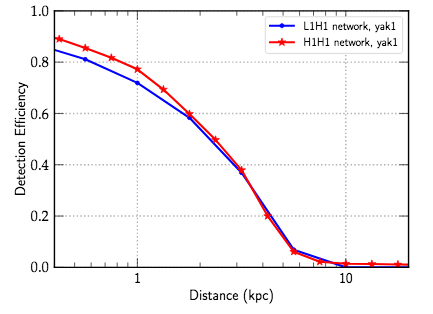 1.0
0.8
0.6
0.4
0.2
0.0
Detection Efficiency
L1H1 network, yak1
H1H1 network, yak1
1
10
Distance (kpc)